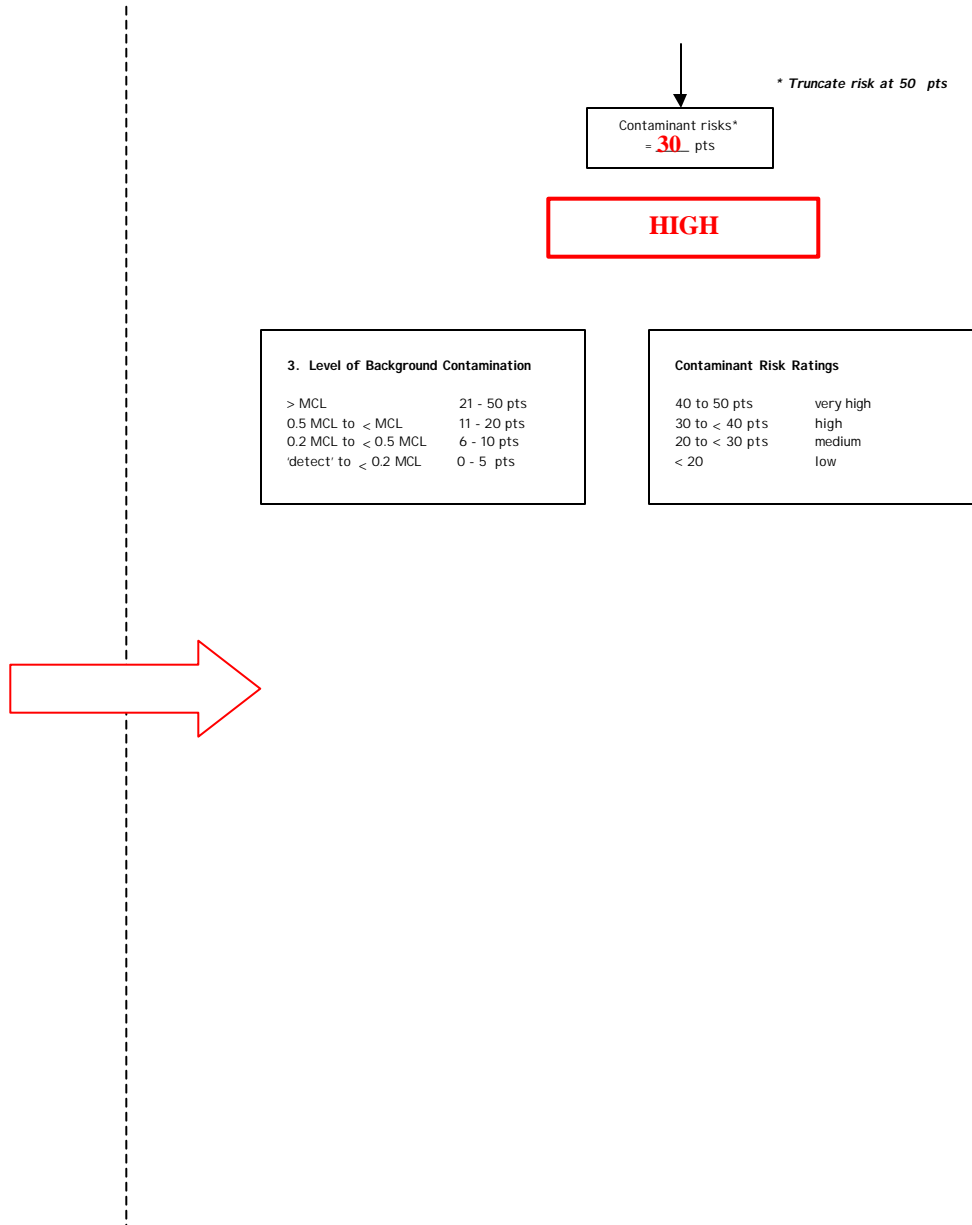 * Truncate risk at 50 pts
Contaminant risks*
= 30 pts
HIGH
3. Level of Background Contamination
> MCL 21 - 50 pts
0.5 MCL to < MCL 11 - 20 pts
0.2 MCL to < 0.5 MCL 6 - 10 pts
'detect' to < 0.2 MCL 0 - 5 pts
Contaminant Risk Ratings
40 to 50 pts very high
30 to < 40 pts high
20 to < 30 pts medium
< 20 low